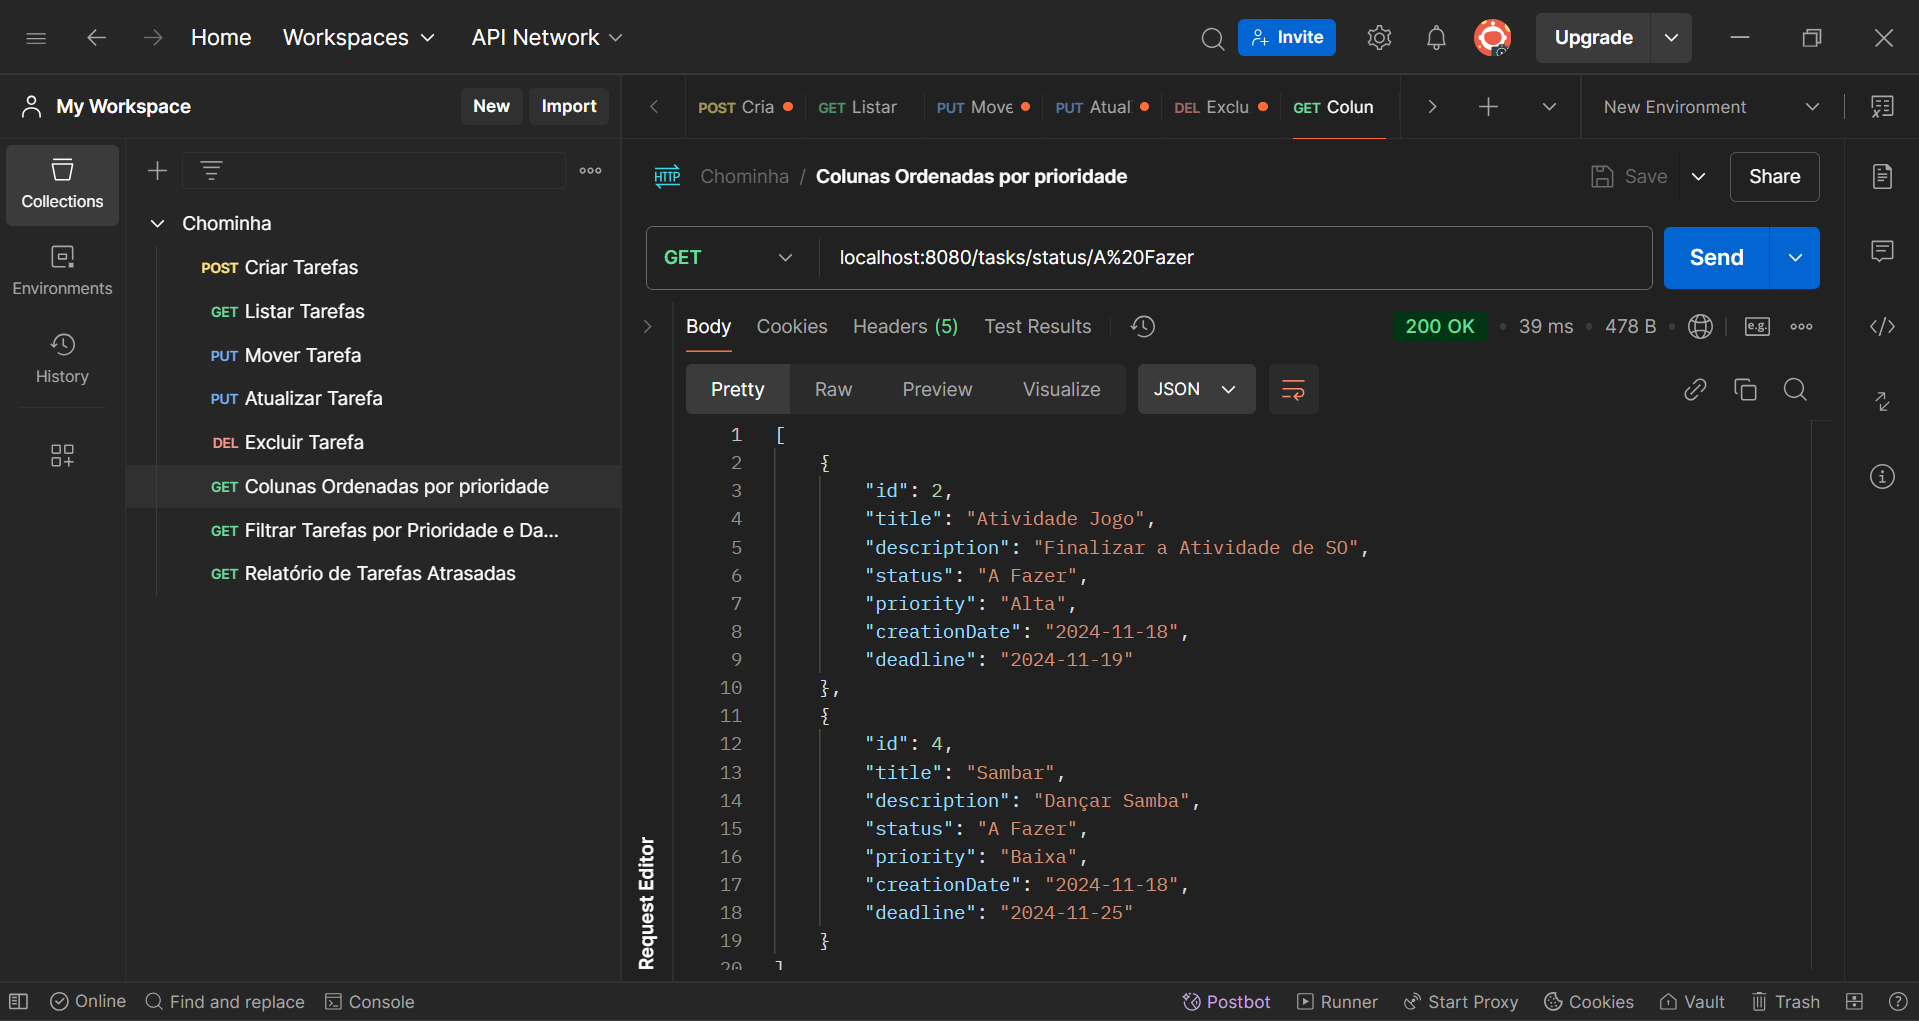 Home Workspaces API Network Invite Upgrade
My Workspace New Import POST Cria GET Listar PUT Move PUT Atual DEL Exclu GET Colun New Environment
Collections
Environments
History
Chominha
POST Criar Tarefas
GET Listar Tarefas
PUT Mover Tarefa
PUT Atualizar Tarefa
DEL Excluir Tarefa
GET Colunas Ordenadas por prioridade
GET Filtrar Tarefas por Prioridade e Da...
GET Relatório de Tarefas Atrasadas
HTTP Chominha / Colunas Ordenadas por prioridade Save Share
GET localhost:8080/tasks/status/A%20Fazer Send
Body Cookies Headers (5) Test Results 200 OK 39 ms 478 B e.g.
Pretty Raw Preview Visualize JSON
1 [
2 {
3 "id": 2,
4 "title": "Atividade Jogo",
5 "description": "Finalizar a Atividade de SO",
6 "status": "A Fazer",
7 "priority": "Alta",
8 "creationDate": "2024-11-18",
9 "deadline": "2024-11-19"
10 },
11 {
12 "id": 4,
13 "title": "Sambar",
14 "description": "Dançar Samba",
15 "status": "A Fazer",
16 "priority": "Baixa",
17 "creationDate": "2024-11-18",
18 "deadline": "2024-11-25"
19 }
20 ]
Request Editor
Online Find and replace Console Postbot Runner Start Proxy Cookies Vault Trash